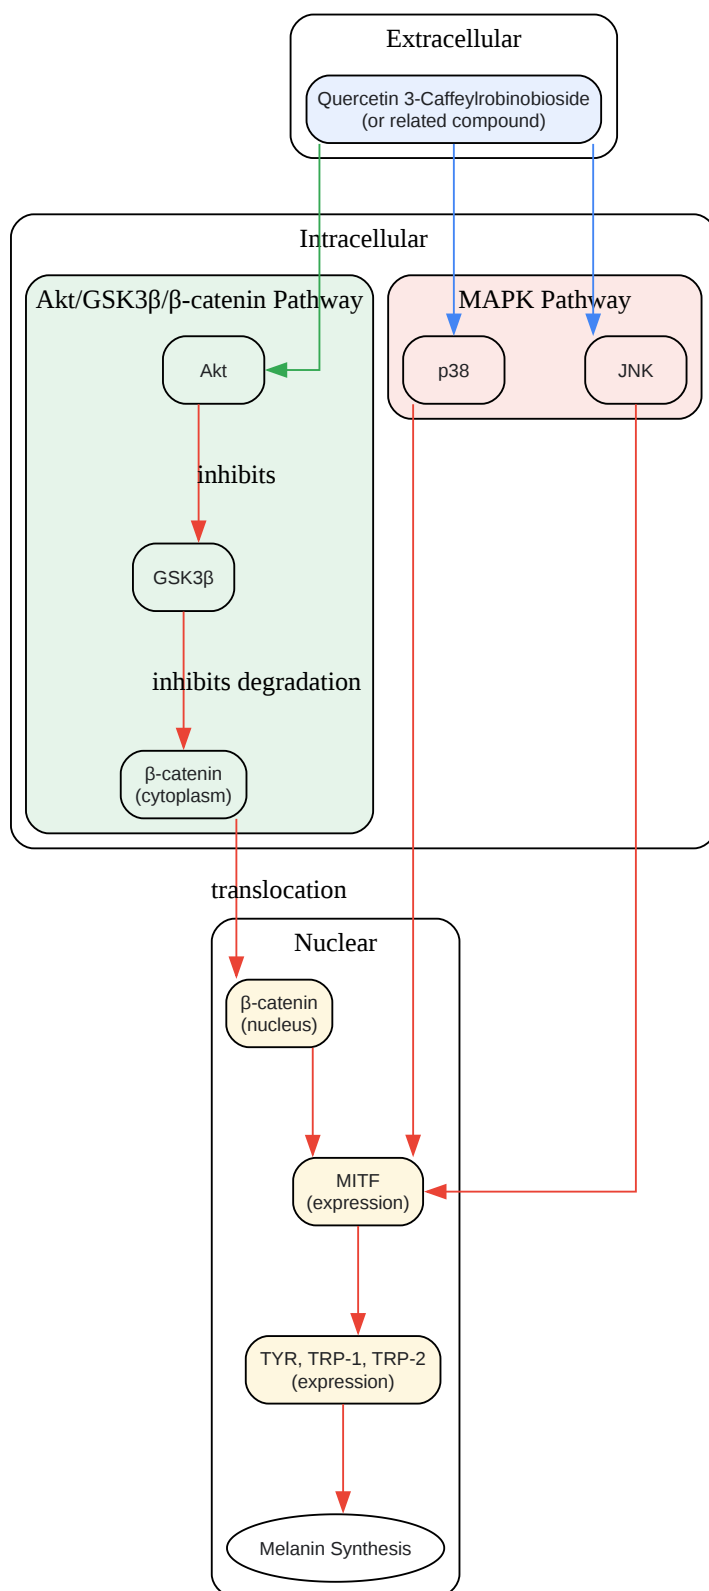 Extracellular
Quercetin 3-Caffeylrobinobioside
(or related compound)
Intracellular
Akt/GSK3β/β-catenin Pathway
MAPK Pathway
Akt
p38
JNK
inhibits
GSK3β
inhibits degradation
β-catenin
(cytoplasm)
translocation
Nuclear
β-catenin
(nucleus)
MITF
(expression)
TYR, TRP-1, TRP-2
(expression)
Melanin Synthesis